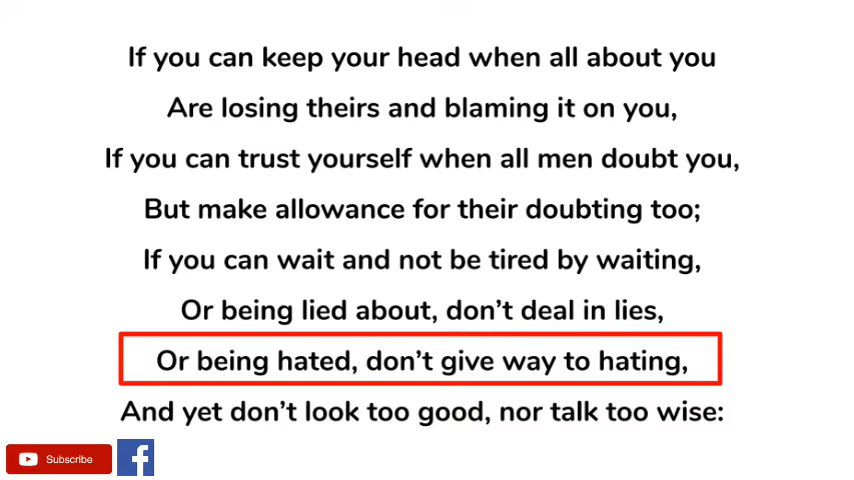 If you can keep your head when all about you
Are losing theirs and blaming it on you,
If you can trust yourself when all men doubt you,
But make allowance for their doubting too;
If you can wait and not be tired by waiting,
Or being lied about, don't deal in lies,
Or being hated, don't give way to hating,
And yet don't look too good, nor talk too wise:
Subscribe f